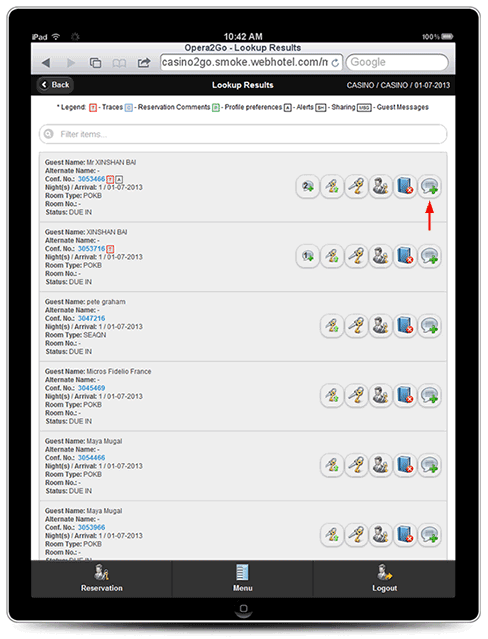 iPad 10:42 AM 100%
Opera2Go - Lookup Results
casino2go.smoke.webhotel.com/n Google
Back Lookup Results CASINO / CASINO / 01-07-2013
* Legend: T - Traces C - Reservation Comments P - Profile preferences A - Alerts SH - Sharing MSG - Guest Messages
Filter items...
Guest Name: Mr XINSHAN BAI
Alternate Name: -
Conf. No.: 3053466 T A
Night(s) / Arrival: 1 / 01-07-2013
Room Type: POKB
Room No.: -
Status: DUE IN
2
Guest Name: XINSHAN BAI
Alternate Name: -
Conf. No.: 3053716 T
Night(s) / Arrival: 1 / 01-07-2013
Room Type: POKB
Room No.: -
Status: DUE IN
1
Guest Name: pete graham
Alternate Name: -
Conf. No.: 3047216
Night(s) / Arrival: 1 / 01-07-2013
Room Type: SEAQN
Room No.: -
Status: DUE IN
Guest Name: Micros Fidelio France
Alternate Name: -
Conf. No.: 3045469
Night(s) / Arrival: 1 / 01-07-2013
Room Type: POKB
Room No.: -
Status: DUE IN
Guest Name: Maya Mugal
Alternate Name: -
Conf. No.: 3054466
Night(s) / Arrival: 1 / 01-07-2013
Room Type: POKB
Room No.: -
Status: DUE IN
Guest Name: Maya Mugal
Alternate Name: -
Conf. No.: 3053966
Night(s) / Arrival: 1 / 01-07-2013
Room Type: POKB
Room No.: -
Status: DUE IN
Reservation Menu Logout